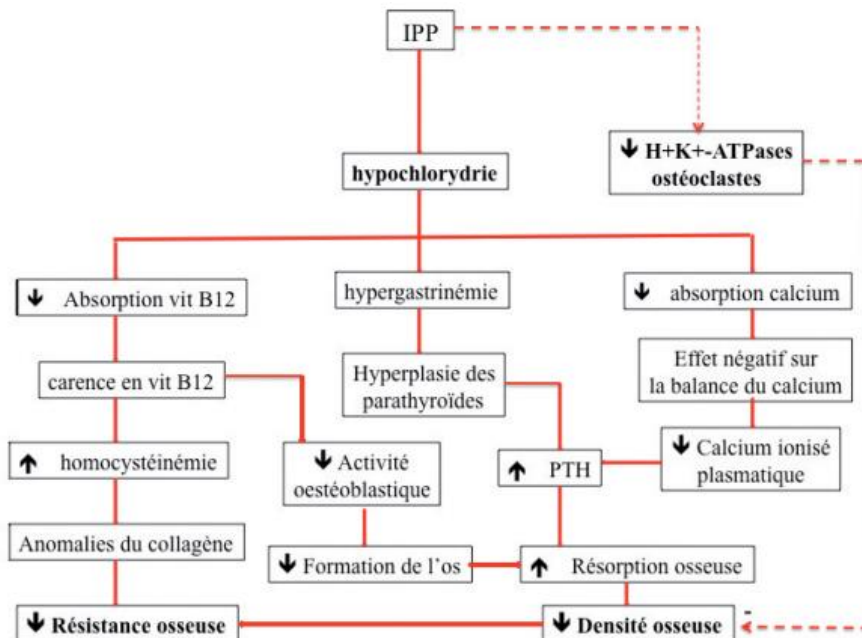 IPP
↓ H+K+-ATPases
ostéoclastes
hypochlorydrie
↓ Absorption vit B12
hypergastrinémie
↓ absorption calcium
carence en vit B12
Hyperplasie des
parathyroïdes
Effet négatif sur
la balance du calcium
↑ homocystéinémie
↓ Activité
oestéoblastique
↑ PTH
↓ Calcium ionisé
plasmatique
Anomalies du collagène
↓ Formation de l'os
↑ Résorption osseuse
↓ Résistance osseuse
↓ Densité osseuse
-